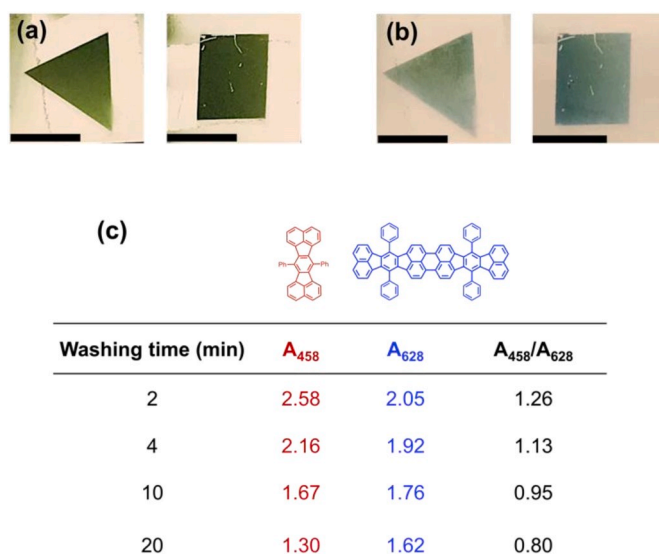 (a)
(b)
(c)
Ph Ph
Washing time (min) A458 A628 A458/A628
2 2.58 2.05 1.26
4 2.16 1.92 1.13
10 1.67 1.76 0.95
20 1.30 1.62 0.80